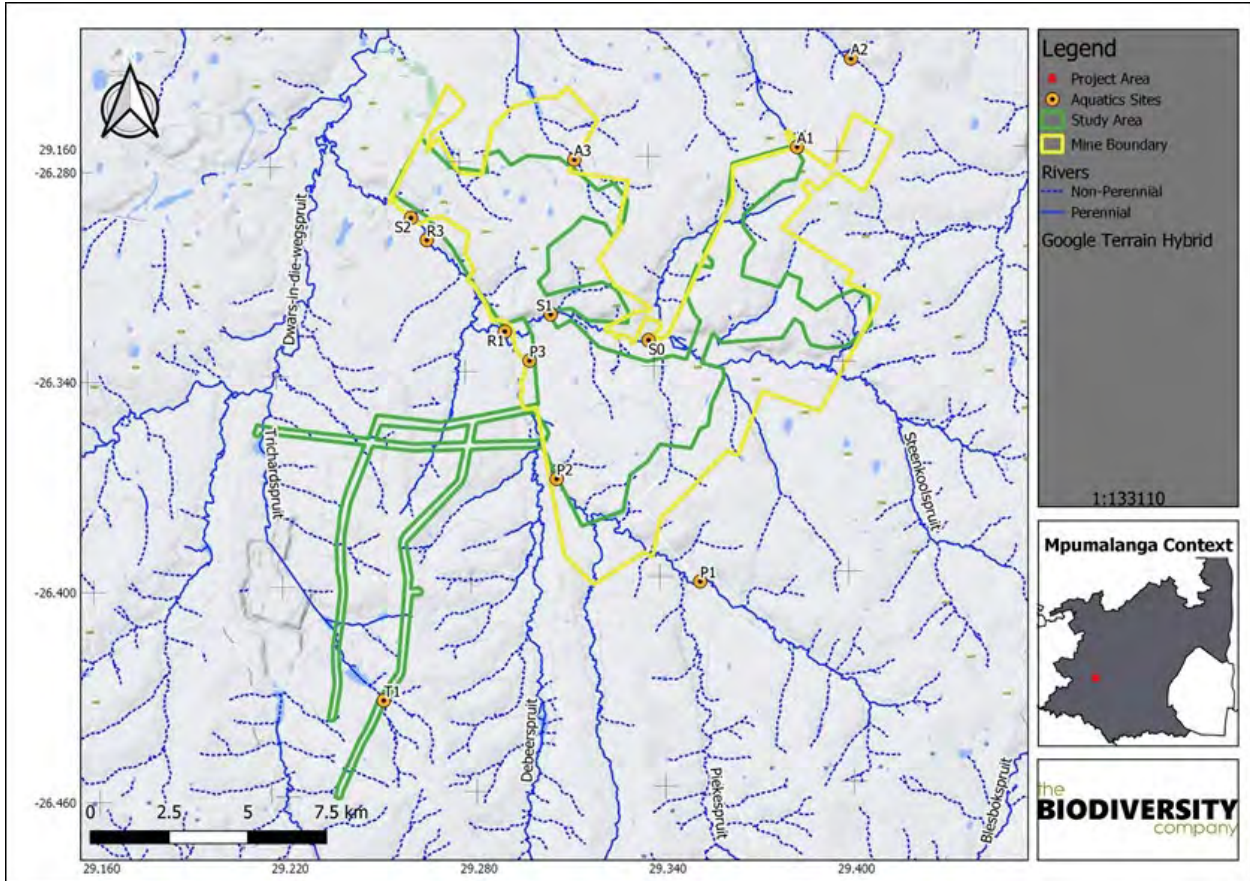 A2
A1
A3
S2
R3
S1
R1
S0
P3
P2
P1
T1
Dwars-in-die-wegspruit
Trichardspruit
Steenkoolspruit
Debeerspruit
Piekespruit
Blesbokspruit
29.160
-26.280
-26.340
-26.400
-26.460
0 2.5 5 7.5 km
29.160 29.220 29.280 29.340 29.400
Legend
Project Area
Aquatics Sites
Study Area
Mine Boundary
Rivers
Non-Perennial
Perennial
Google Terrain Hybrid
1:133110
Mpumalanga Context
the
BIODIVERSITY
company